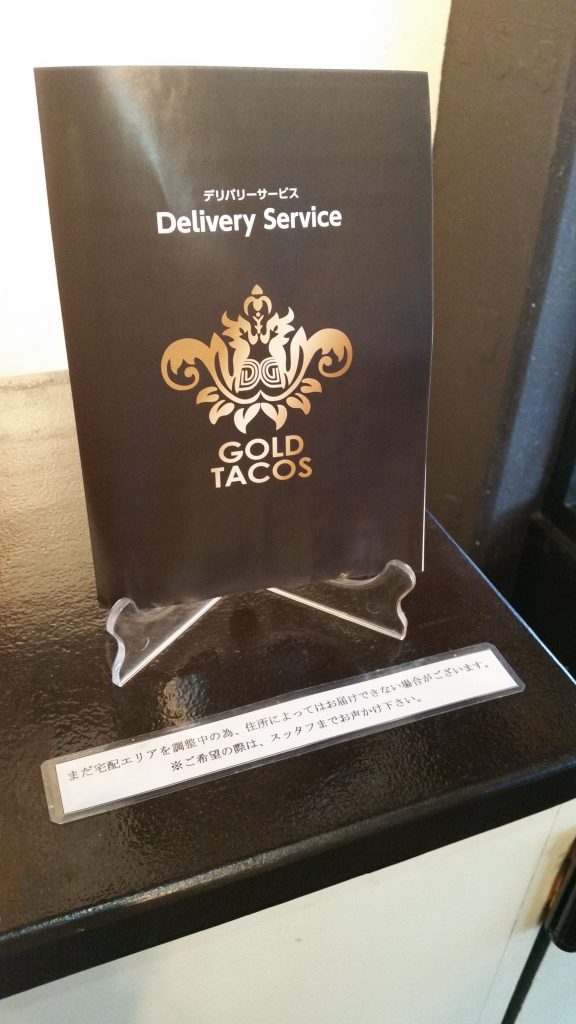 デリバリーサービス
Delivery Service
DG
GOLD
TACOS
まだ宅配エリアを調整中の為、住所によってはお届けできない場合がございます。
※ご希望の際は、スッタフまでお声かけ下さい。